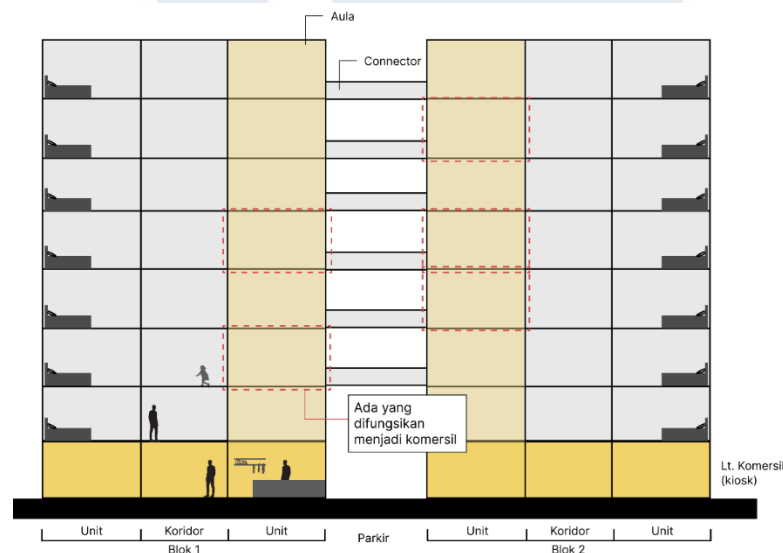 Aula
Connector
Ada yang
difungsikan
menjadi komersil
Lt. Komersil
(kiosk)
Unit
Koridor
Unit
Parkir
Unit
Koridor
Unit
Blok 1
Blok 2